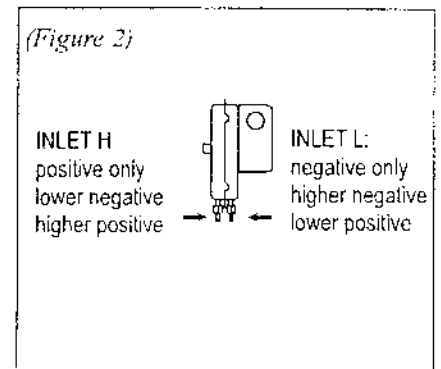 (Figure 2)
INLET H
positive only
lower negative
higher positive
INLET L:
negative only
higher negative
lower positive